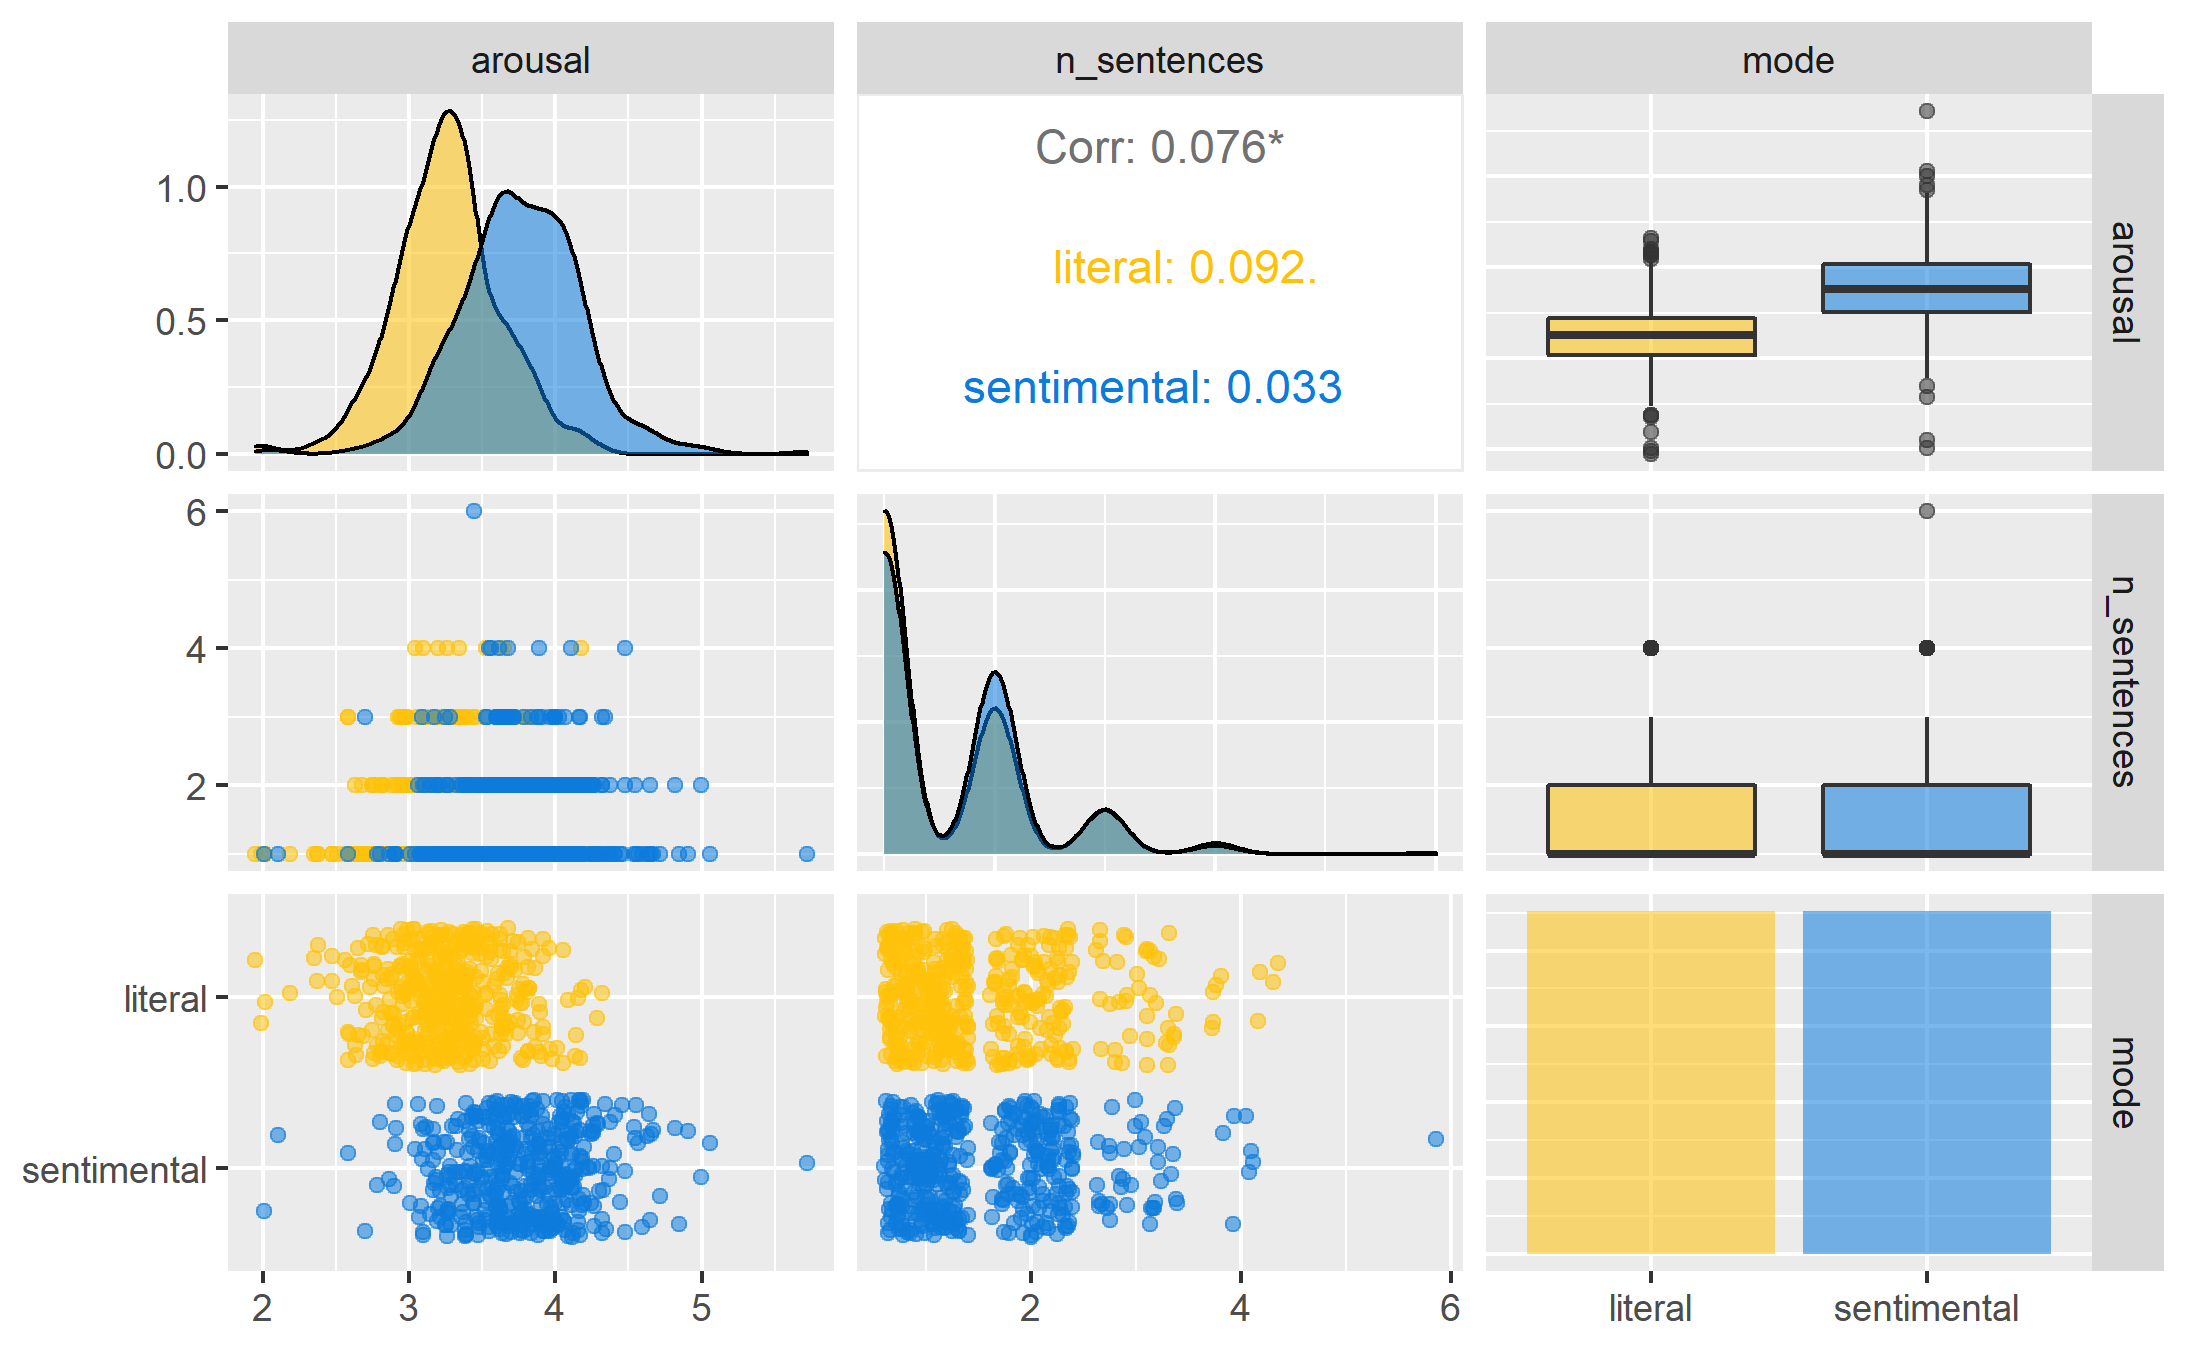 arousal
n_sentences
mode
1.0
0.5
0.0
Corr: 0.076*
literal: 0.092.
sentimental: 0.033
arousal
6
4
2
n_sentences
literal
sentimental
mode
2
3
4
5
2
4
6
literal
sentimental